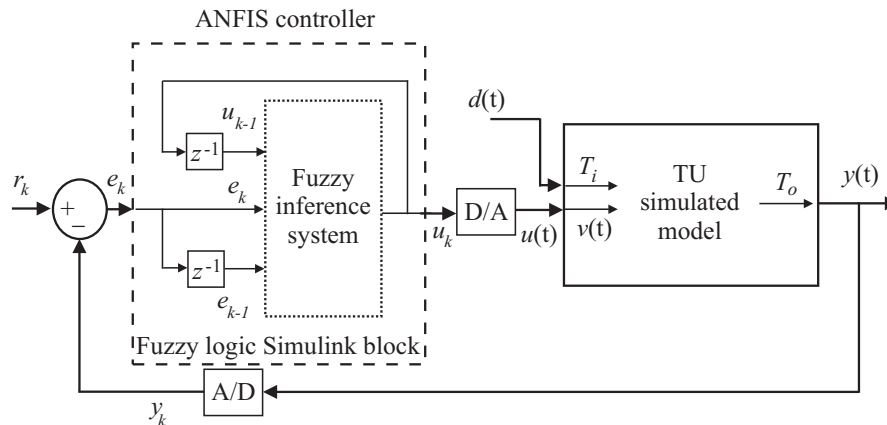 ANFIS controller
u_{k-1}
z^{-1}
d(t)
r_k
e_k
+
−
e_k
Fuzzy
inference
system
z^{-1}
e_{k-1}
u_k
D/A
u(t)
T_i
v(t)
TU
simulated
model
T_o
y(t)
Fuzzy logic Simulink block
A/D
y_k